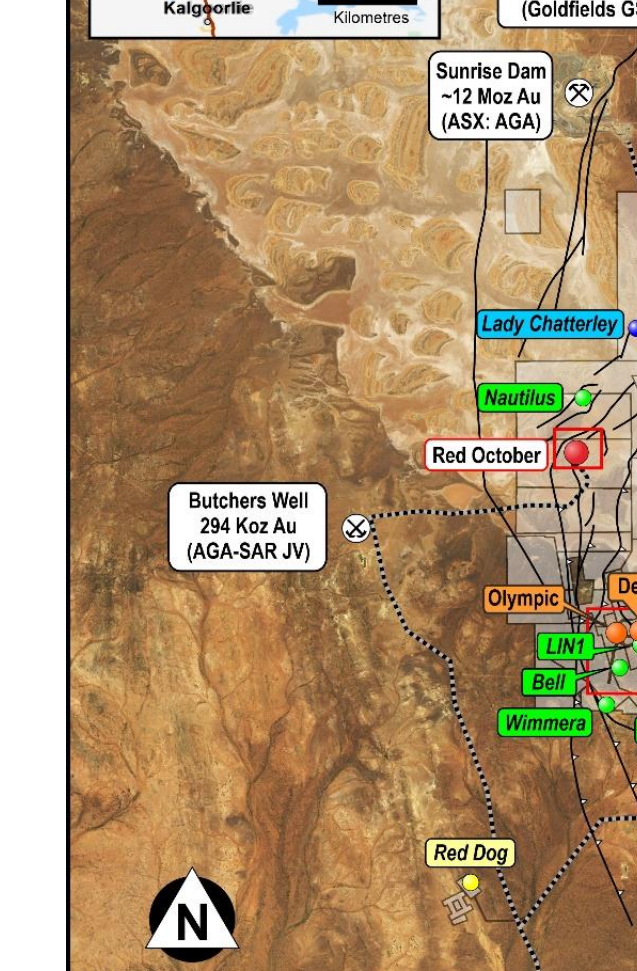 Kalgoorlie
Kilometres
(Goldfields
Sunrise Dam
~12 Moz Au
(ASX: AGA)
Lady Chatterley
Nautilus
Red October
Butchers Well
294 Koz Au
(AGA-SAR JV)
Olympic
De
LIN1
Bell
Wimmera
Red Dog
N